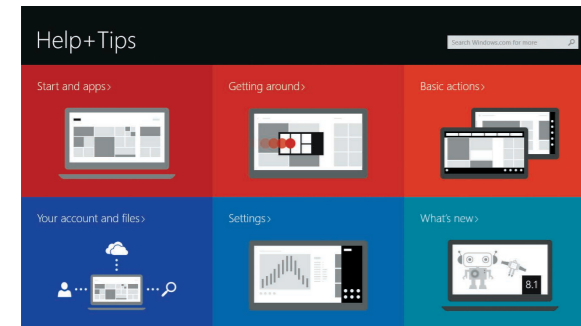 Help+Tips
Search Windows.com for more
Start and apps>
Getting around>
Basic actions>
Your account and files>
Settings>
What's new>
8.1